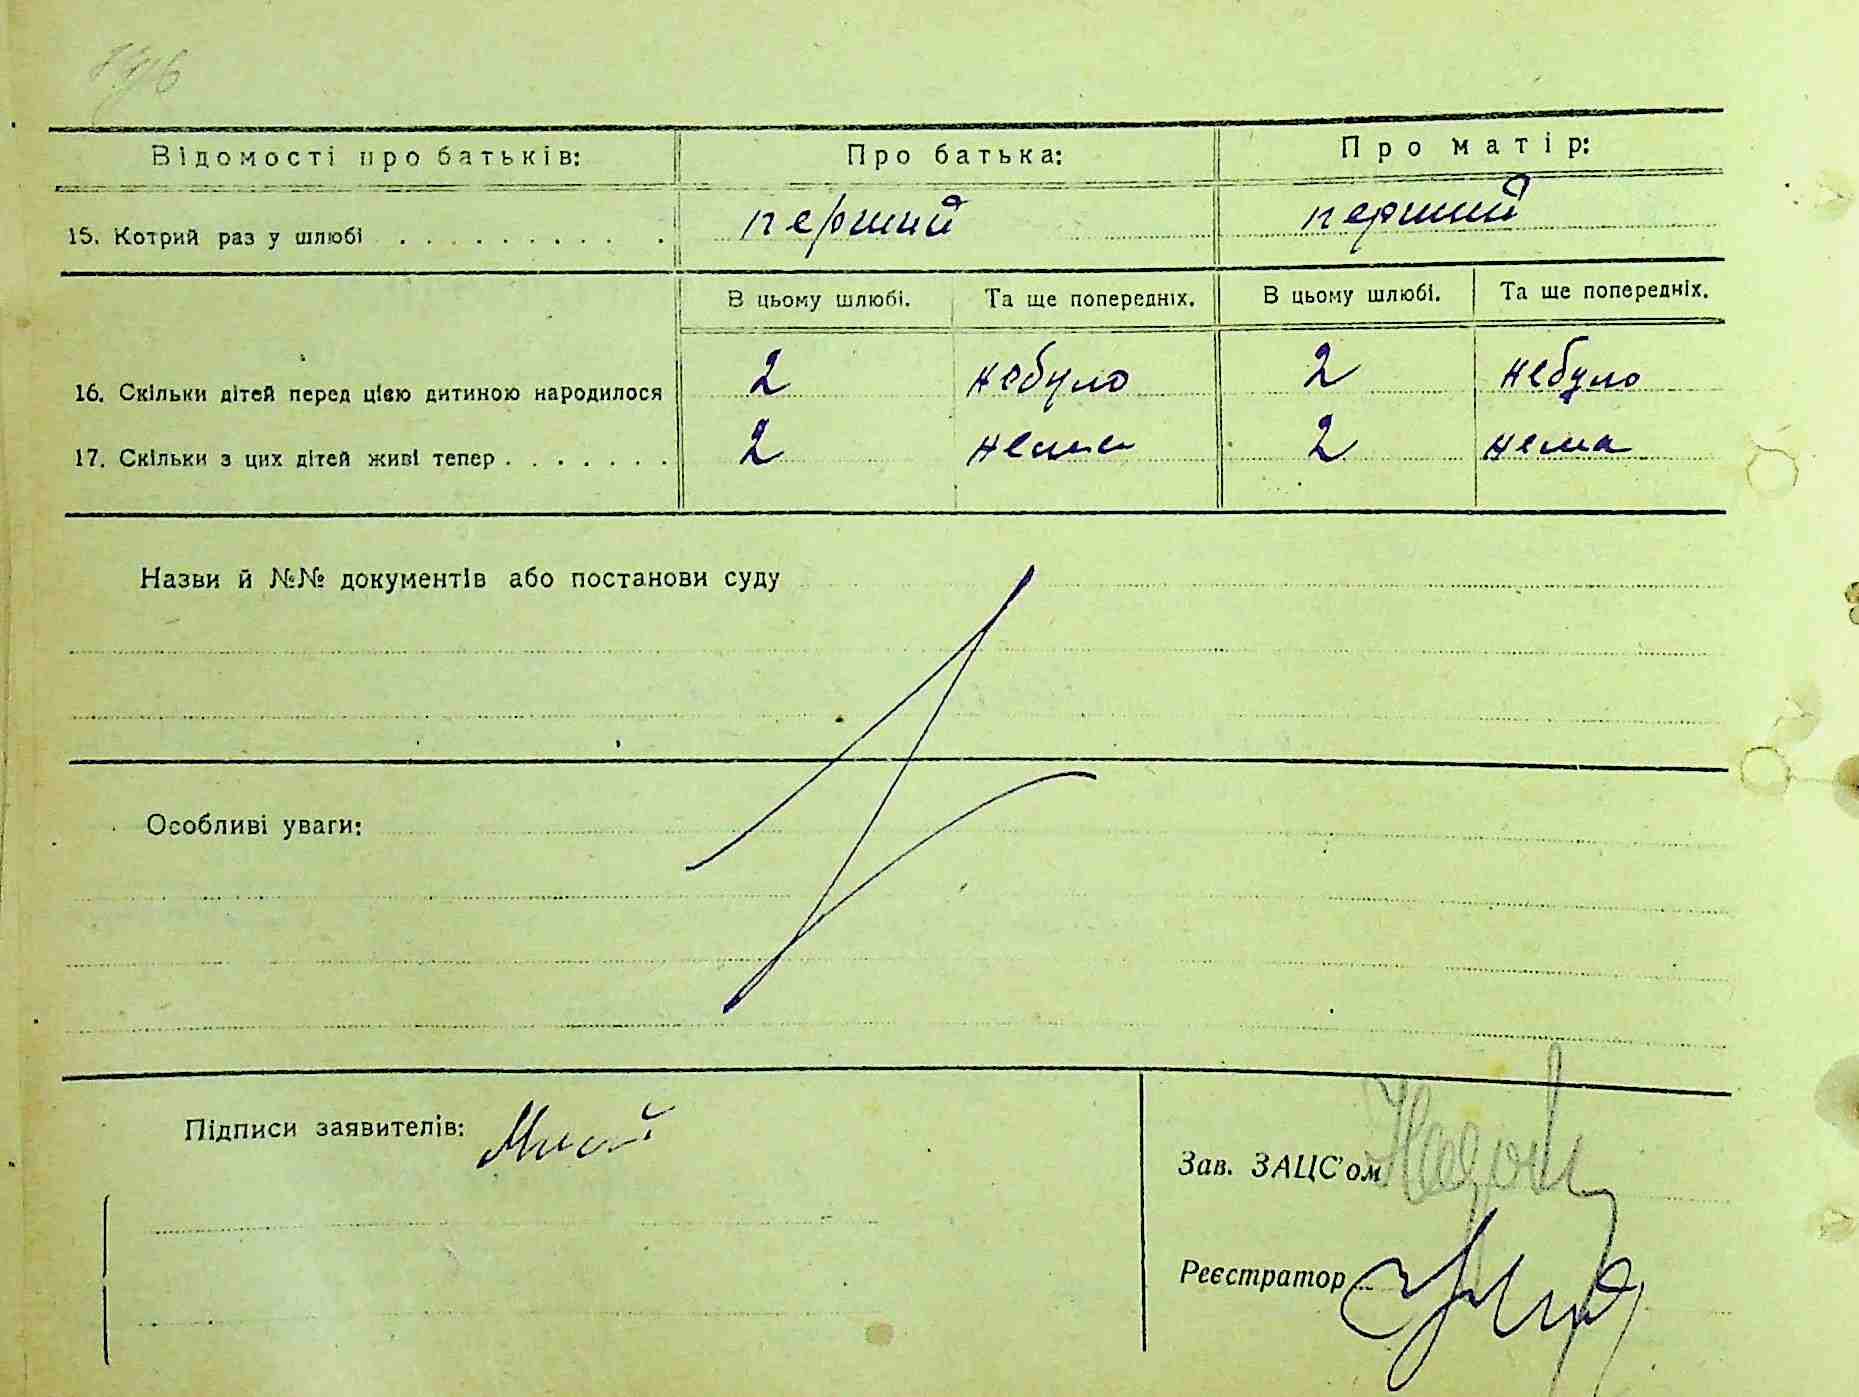 Відомості про батьків: Про батька: Про матір:
15. Котрий раз у шлюбі . . . . . . . . . . перший перший
В цьому шлюбі. Та ще попередніх. В цьому шлюбі. Та ще попередніх.
16. Скільки дітей перед цією дитиною народилося 2 небуло 2 небуло
17. Скільки з цих дітей живі тепер . . . . . . . 2 нема 2 нема
Назви й №№ документів або постанови суду
Особливі уваги:
Підписи заявителів:
Зав. ЗАЦС'ом
Реєстратор